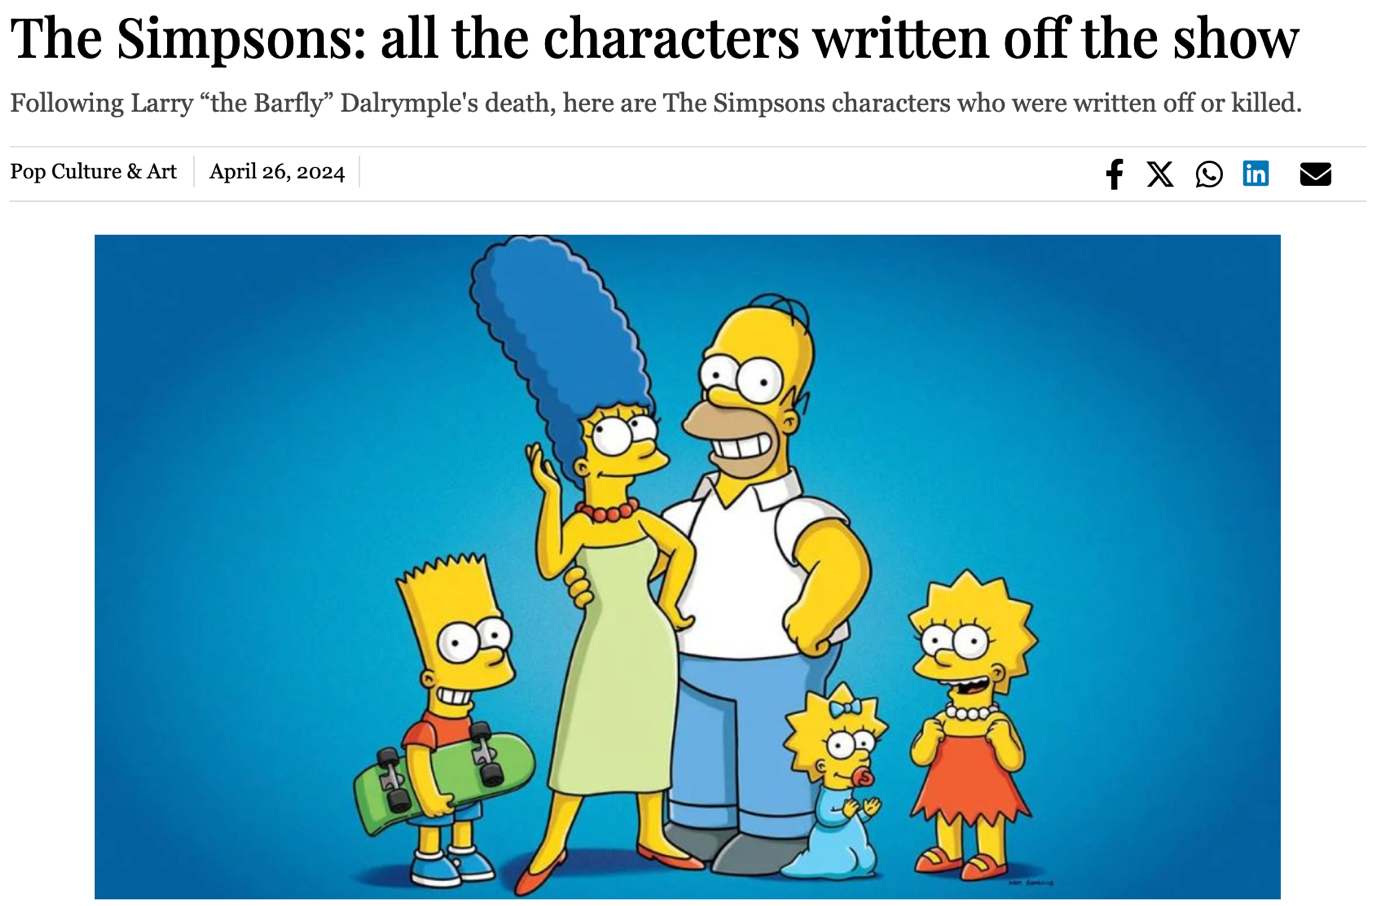 The Simpsons: all the characters written off the show
Following Larry “the Barfly” Dalrymple's death, here are The Simpsons characters who were written off or killed.
Pop Culture & Art
April 26, 2024
in